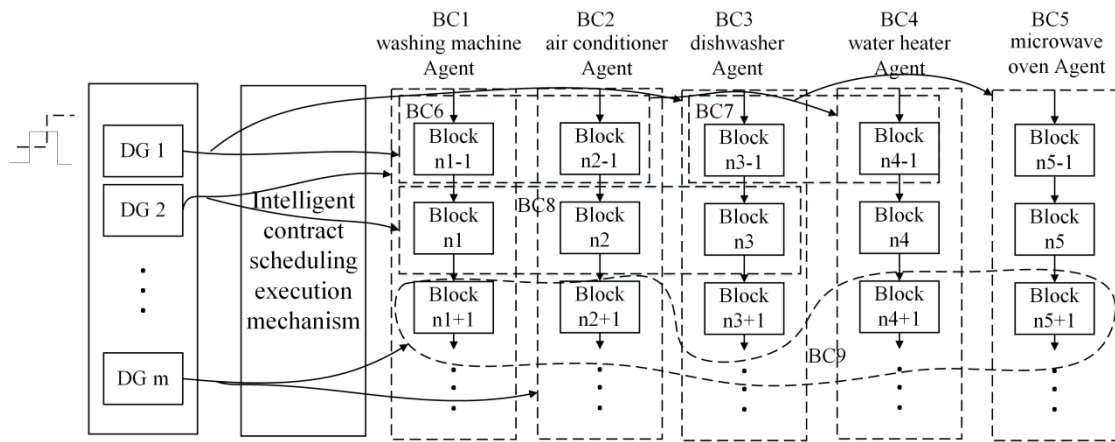 BC1
washing machine
Agent
BC2
air conditioner
Agent
BC3
dishwasher
Agent
BC4
water heater
Agent
BC5
microwave
oven Agent
DG 1
DG 2
DG m
Intelligent
contract
scheduling
execution
mechanism
BC6
BC7
Block
n1-1
Block
n2-1
Block
n3-1
Block
n4-1
Block
n5-1
BC8
Block
n1
Block
n2
Block
n3
Block
n4
Block
n5
Block
n1+1
Block
n2+1
Block
n3+1
Block
n4+1
Block
n5+1
BC9